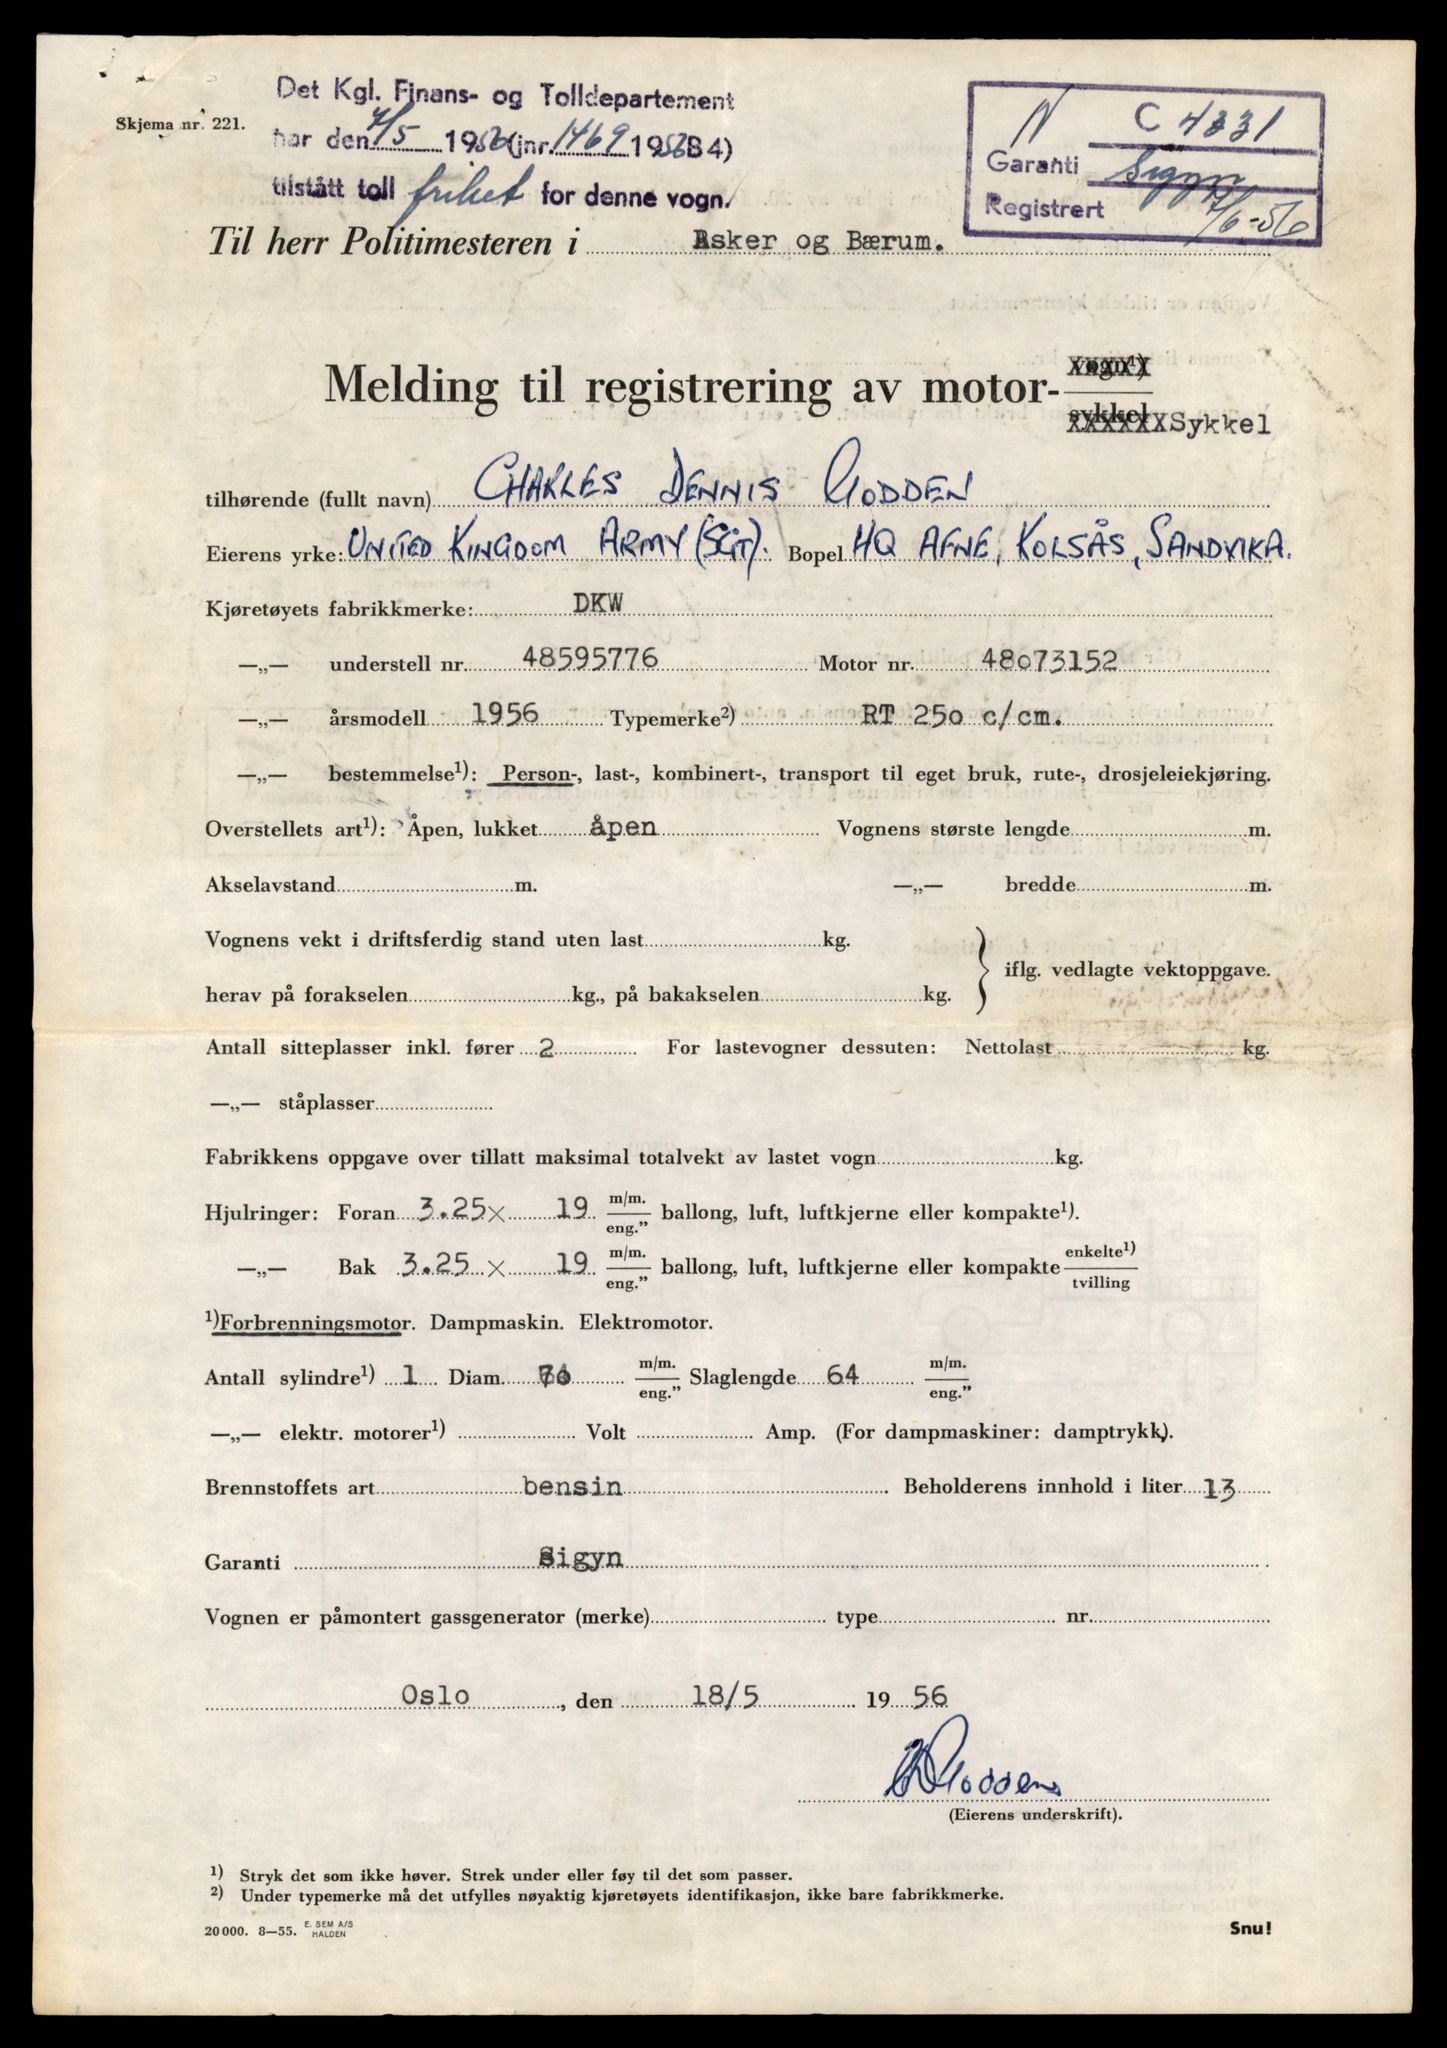 Skjema nr. 221.
Det Kgl. Finans- og Tolldepartement
har den 7/5 1956 (jnr. 1469 1956 B 4)
tilstått toll frihet for denne vogn.
N C 4331
Garanti Sigyn
Registrert 7/6-56
Til herr Politimesteren i Asker og Bærum.
Melding til registrering av motor- vogn¹) sykkel Sykkel
tilhørende (fullt navn) CHARLES DENNIS GODDEN
Eierens yrke: UNITED KINGDOM ARMY (SGT). Bopel HQ AFNE, KOLSÅS, SANDVIKA.
Kjøretøyets fabrikkmerke: DKW
—„— understell nr. 48595776 Motor nr. 48073152
—„— årsmodell 1956 Typemerke²) RT 250 c/cm.
—„— bestemmelse¹): Person-, last-, kombinert-, transport til eget bruk, rute-, drosjeleiekjøring.
Overstellets art¹): Åpen, lukket åpen Vognens største lengde m.
Akselavstand m. —„— bredde m.
Vognens vekt i driftsferdig stand uten last kg.
iflg. vedlagte vektoppgave.
herav på forakselen kg., på bakakselen kg.
Antall sitteplasser inkl. fører 2 For lastevogner dessuten: Nettolast kg.
—„— ståplasser
Fabrikkens oppgave over tillatt maksimal totalvekt av lastet vogn kg.
Hjulringer: Foran 3.25 x 19 m/m. eng.” ballong, luft, luftkjerne eller kompakte¹).
—„— Bak 3.25 x 19 m/m. eng.” ballong, luft, luftkjerne eller kompakte enkelte¹) tvilling
¹)Forbrenningsmotor. Dampmaskin. Elektromotor.
Antall sylindre¹) 1 Diam. m/m. eng.” Slaglengde 64 m/m. eng.”
—„— elektr. motorer¹) Volt Amp. (For dampmaskiner: damptrykk).
Brennstoffets art bensin Beholderens innhold i liter 13
Garanti Sigyn
Vognen er påmontert gassgenerator (merke) type nr.
Oslo, den 18/5 1956
CD Godden
(Eierens underskrift).
¹) Stryk det som ikke høver. Strek under eller føy til det som passer.
²) Under typemerke må det utfylles nøyaktig kjøretøyets identifikasjon, ikke bare fabrikkmerke.
20 000. 8—55. E. SEM A/S HALDEN
Snu!